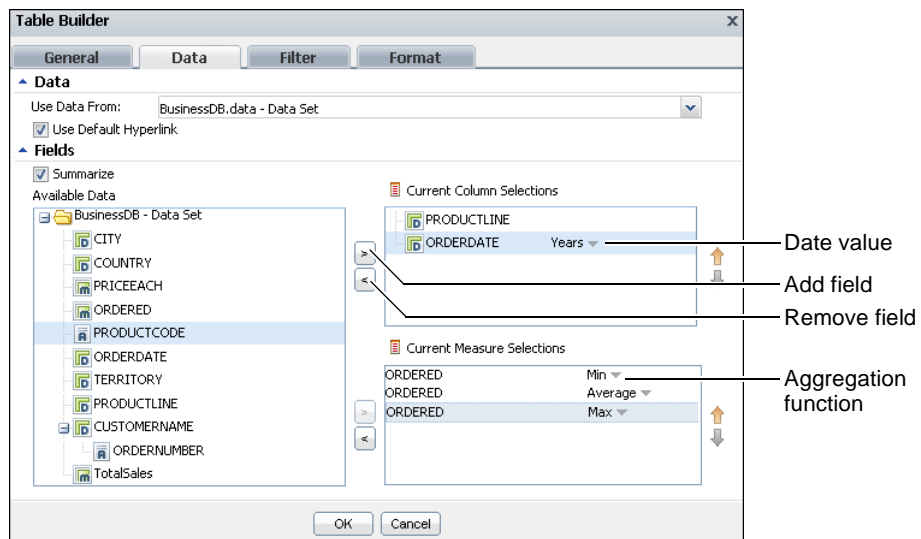 Table Builder x
General Data Filter Format
Data
Use Data From: BusinessDB.data - Data Set
Use Default Hyperlink
Fields
Summarize
Available Data
BusinessDB - Data Set
CITY
COUNTRY
PRICEEACH
ORDERED
PRODUCTCODE
ORDERDATE
TERRITORY
PRODUCTLINE
CUSTOMERNAME
ORDERNUMBER
TotalSales
>
<
>
<
Current Column Selections
PRODUCTLINE
ORDERDATE Years
Current Measure Selections
ORDERED Min
ORDERED Average
ORDERED Max
OK Cancel
Date value
Add field
Remove field
Aggregation
function